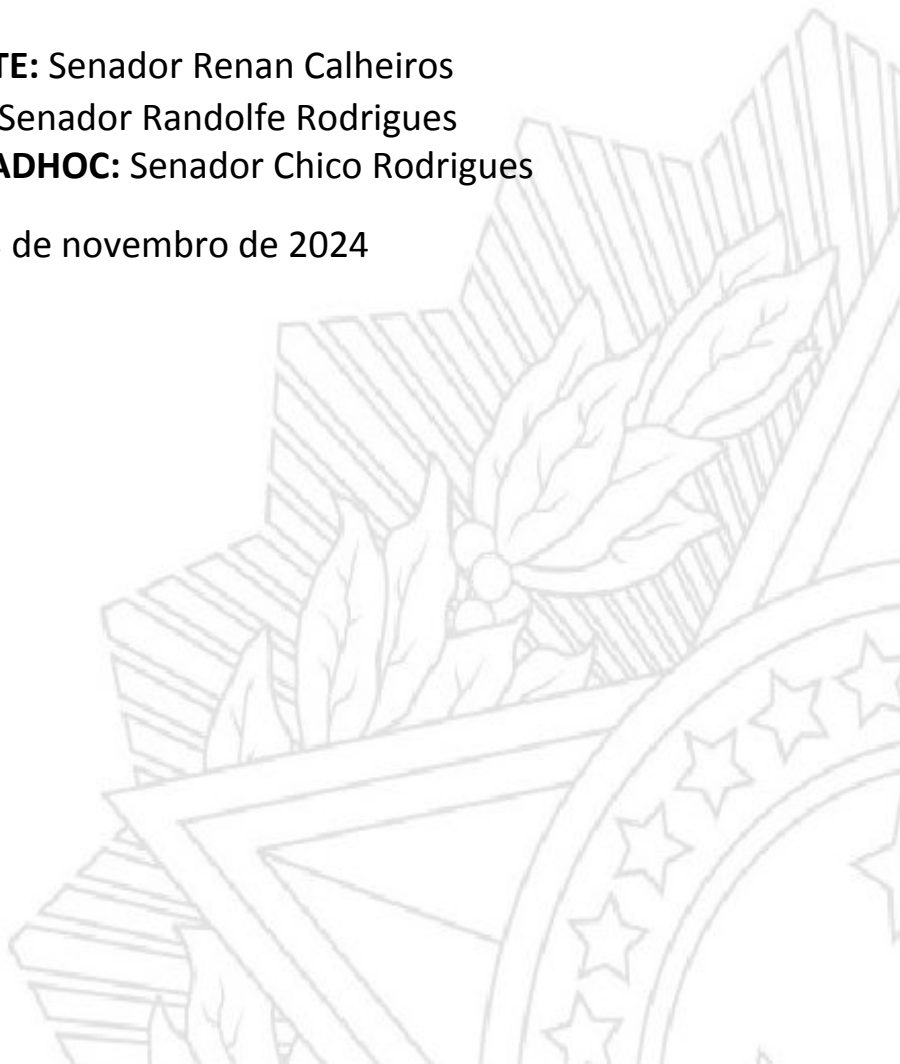 TE: Senador Renan Calheiros
Senador Randolfe Rodrigues
ADHOC: Senador Chico Rodrigues
de novembro de 2024